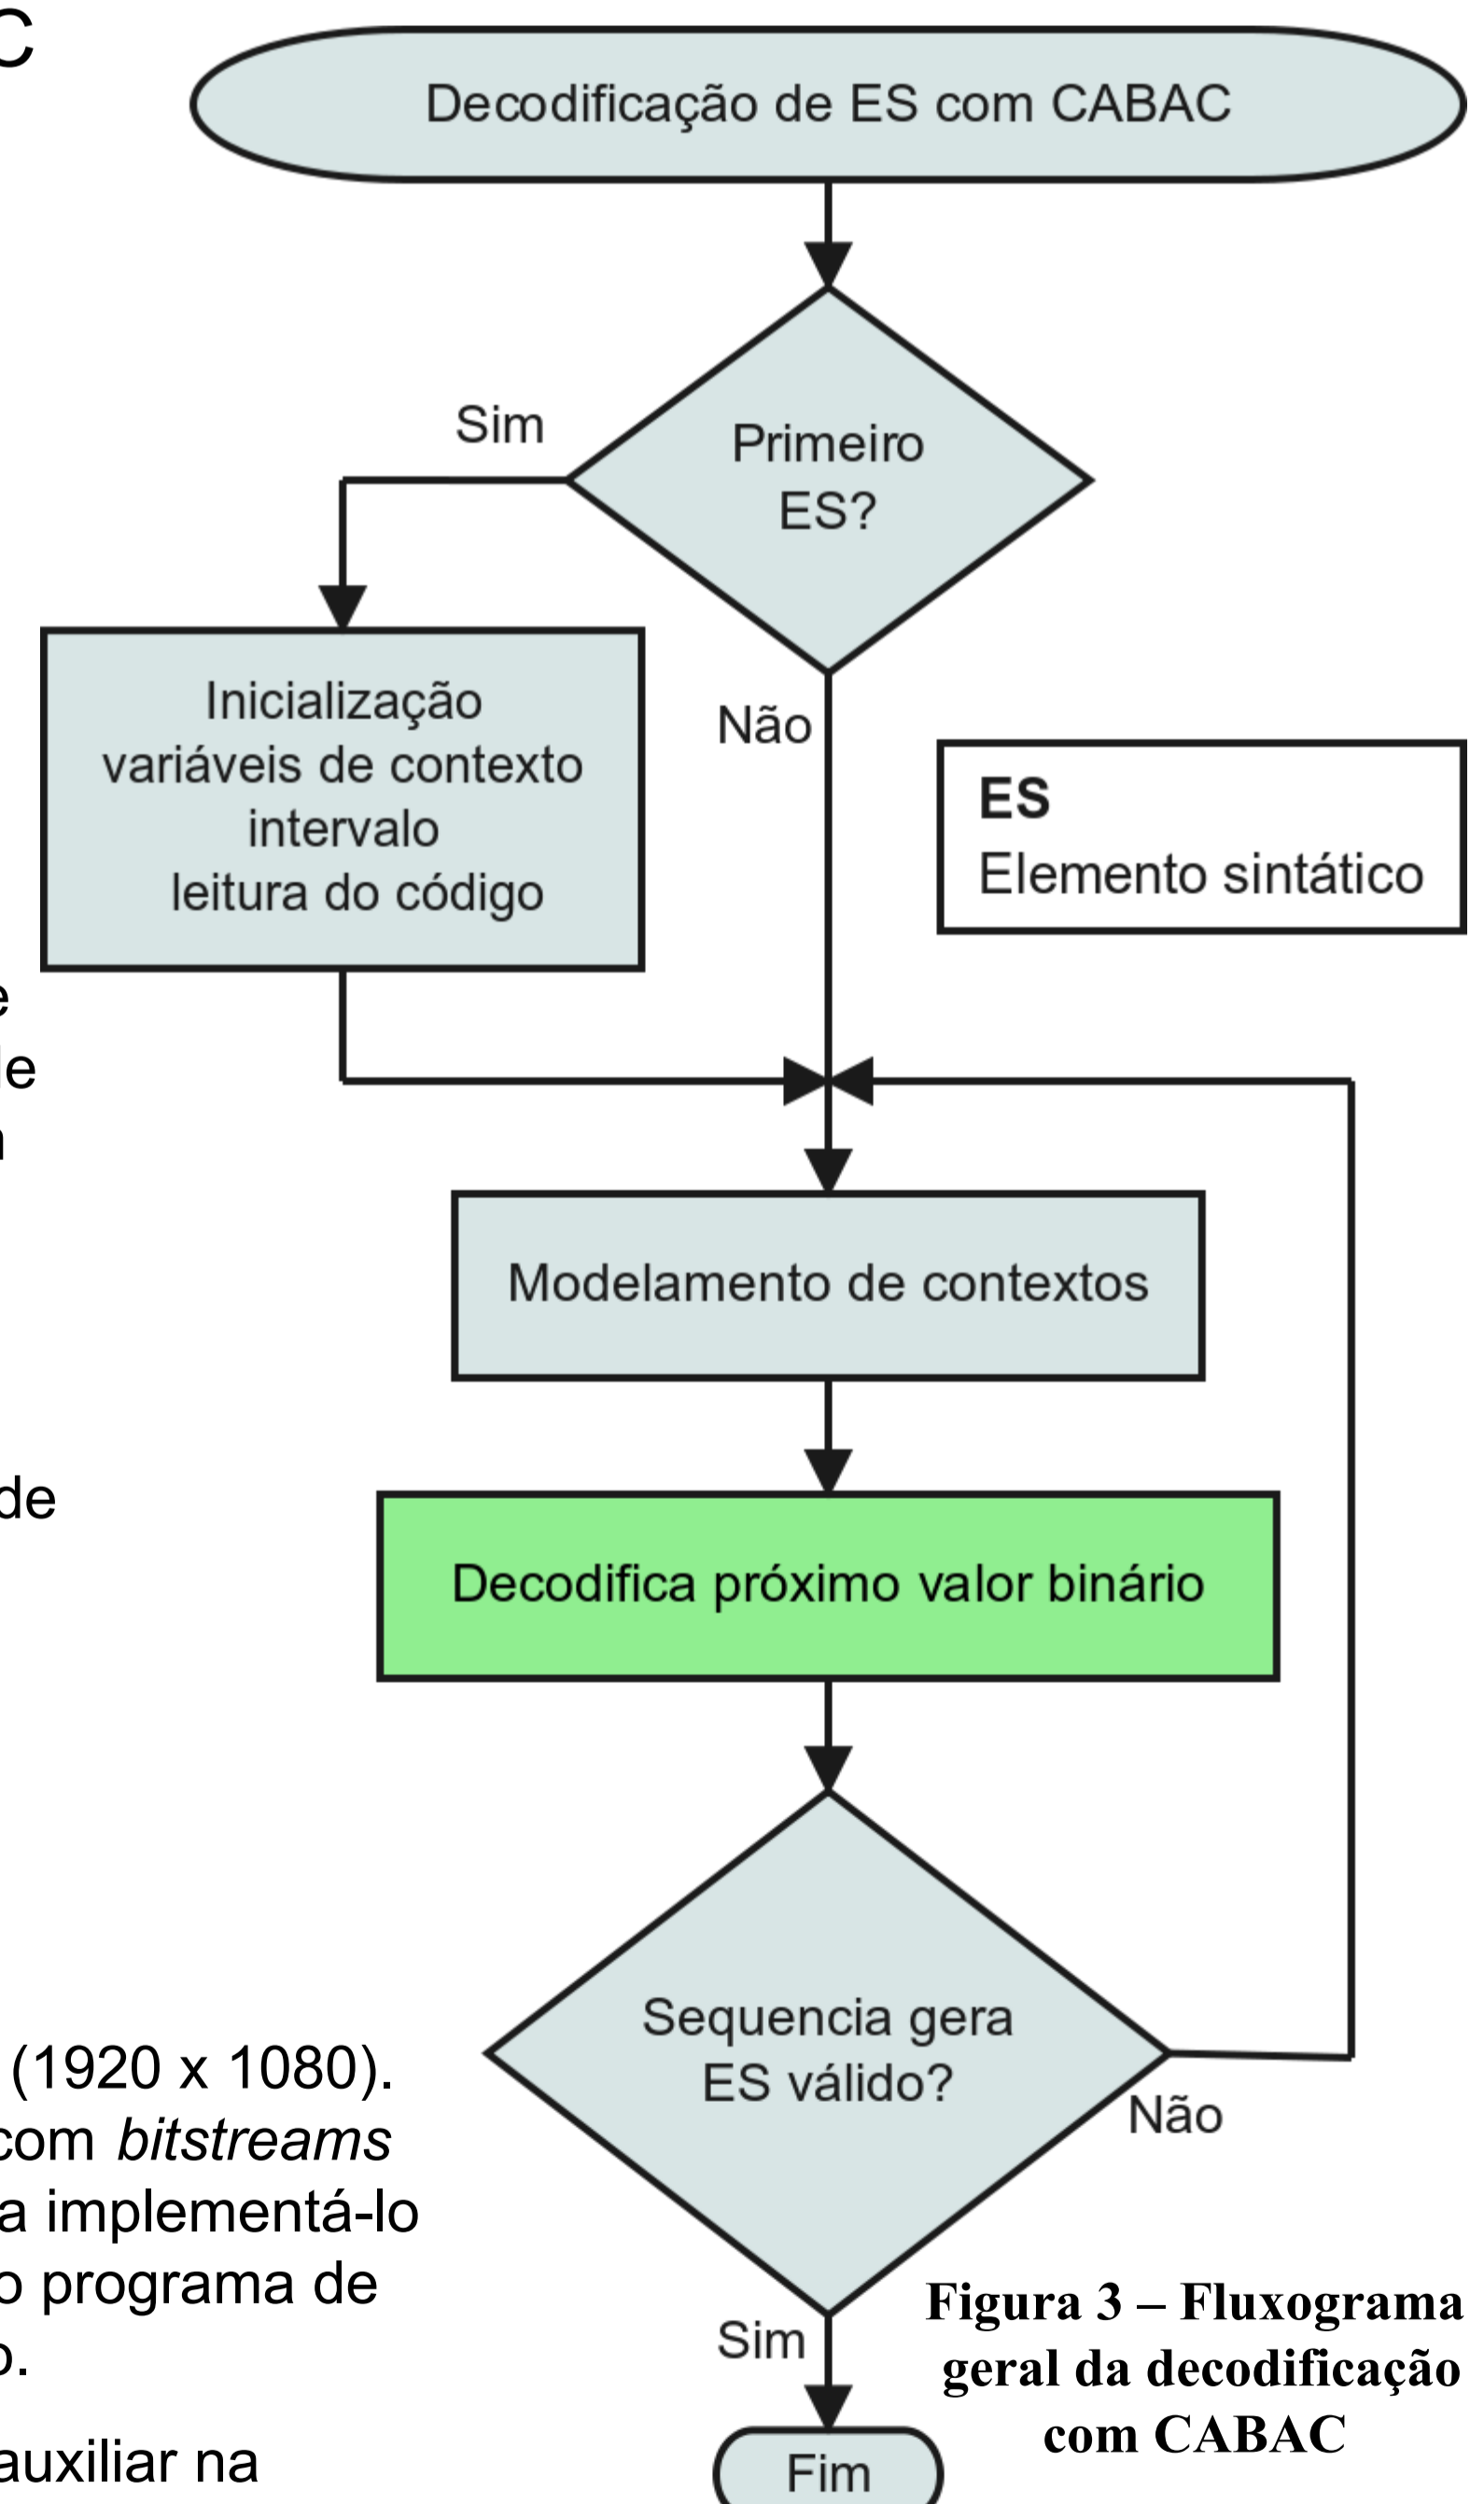 C
Decodificação de ES com CABAC
Primeiro
ES?
Sim
Inicialização
variáveis de contexto
intervalo
leitura do código
Não
ES
Elemento sintático
Modelamento de contextos
Decodifica próximo valor binário
Sequencia gera
ES válido?
Não
Sim
Fim
Figura 3 – Fluxograma
geral da decodificação
com CABAC
e
de
(1920 x 1080).
com bitstreams
a implementá-lo
o programa de
o.
auxiliar na